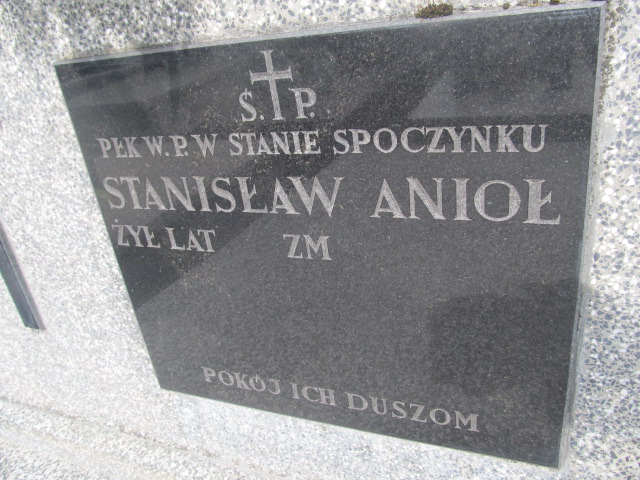 Ś.P.
PŁK W.P. W STANIE SPOCZYNKU
STANISŁAW ANIOŁ
ŻYŁ LAT ZM
POKÓJ ICH DUSZOM